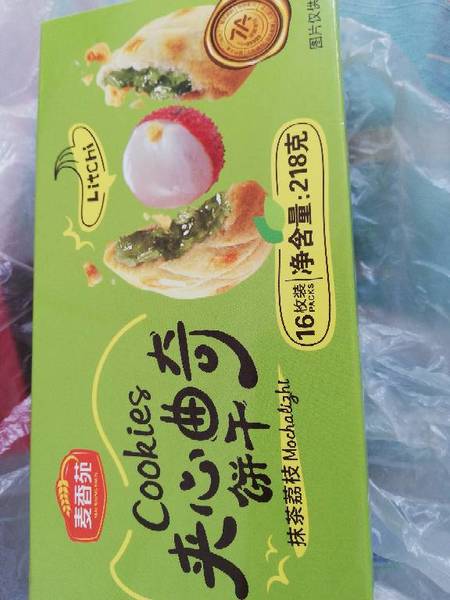 麦香苑
Cookies
夹心曲奇
饼干
抹茶荔枝 Mochalight
Litchi
16枚装
PACKS
净含量:218克
图片仅供